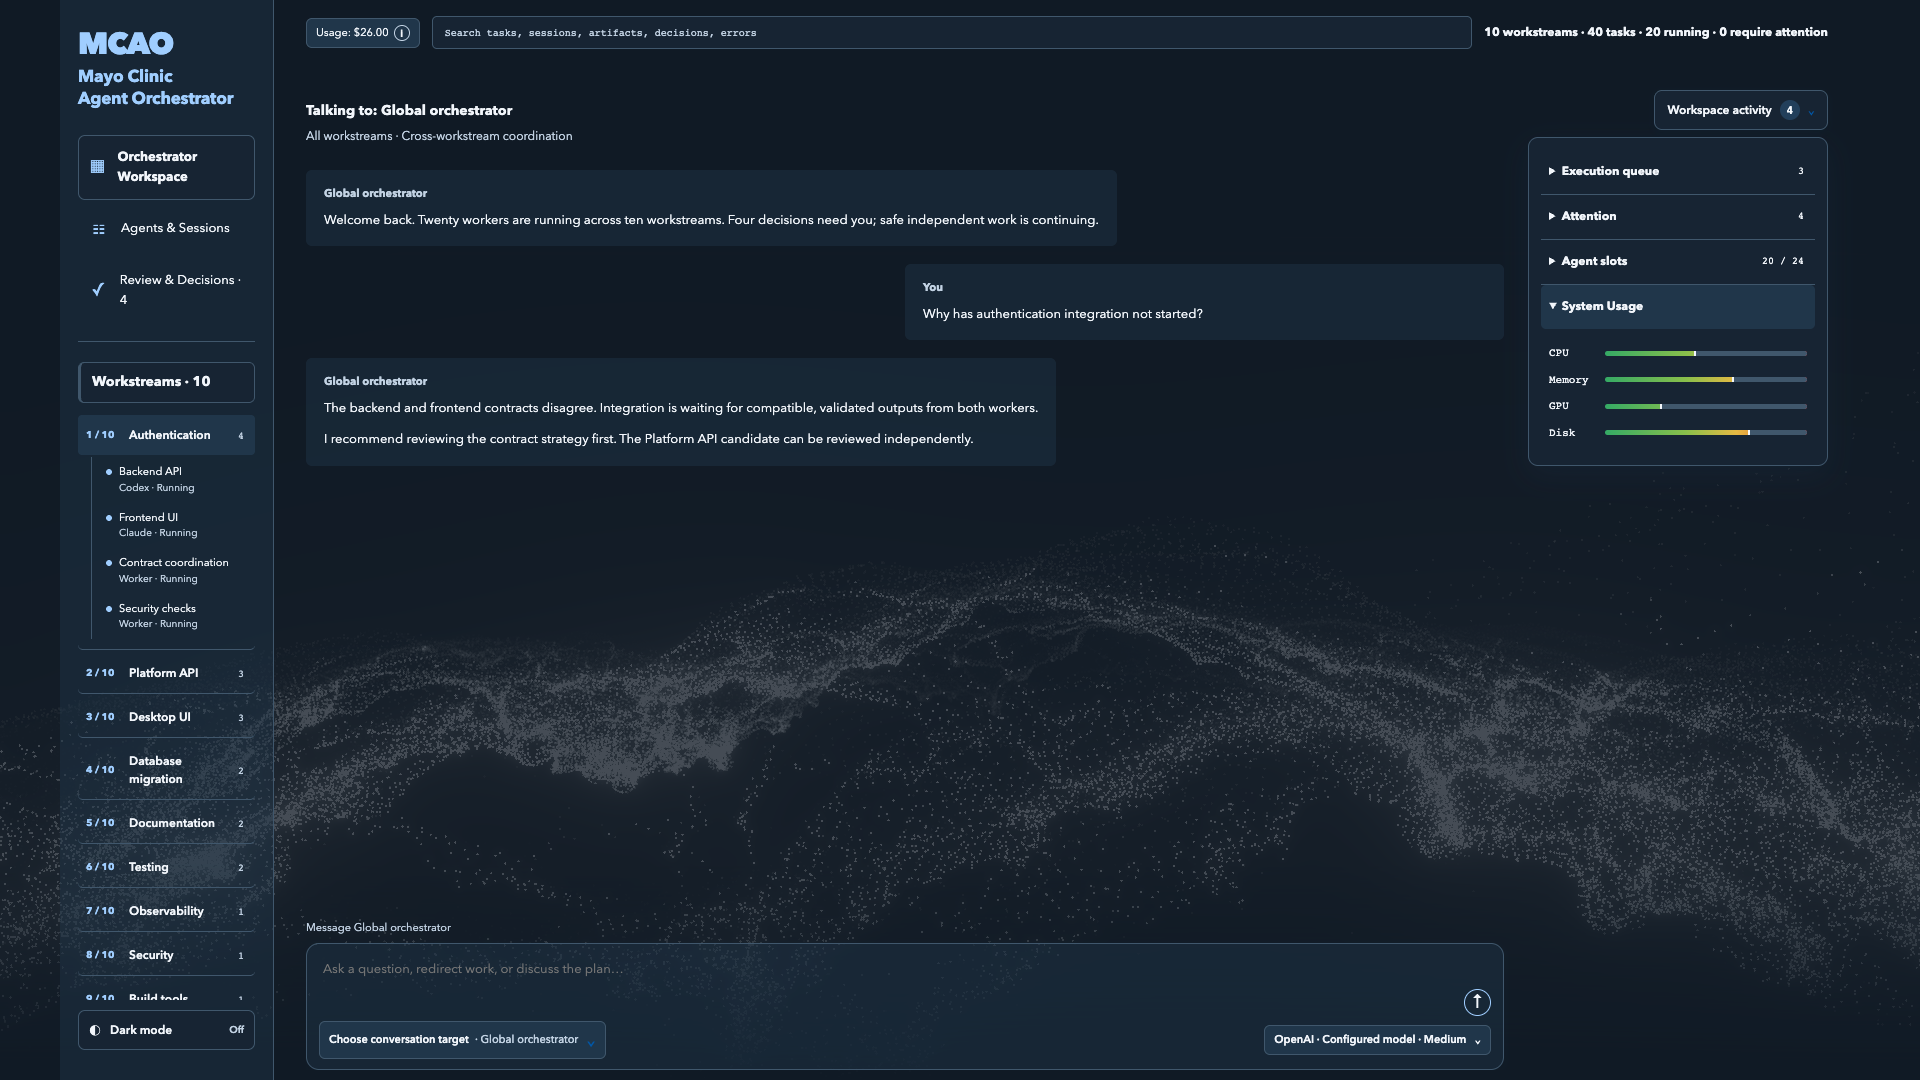 MCAO
Mayo Clinic
Agent Orchestrator
Orchestrator
Workspace
Agents & Sessions
Review & Decisions ·
4
Workstreams · 10
1 / 10 Authentication 4
Backend API
Codex · Running
Frontend UI
Claude · Running
Contract coordination
Worker · Running
Security checks
Worker · Running
2 / 10 Platform API 3
3 / 10 Desktop UI 3
4 / 10 Database
migration 2
5 / 10 Documentation 2
6 / 10 Testing 2
7 / 10 Observability 1
8 / 10 Security 1
9 / 10 Build tools 1
Dark mode Off
Usage: $26.00 i
Search tasks, sessions, artifacts, decisions, errors
10 workstreams · 40 tasks · 20 running · 0 require attention
Talking to: Global orchestrator
All workstreams · Cross-workstream coordination
Global orchestrator
Welcome back. Twenty workers are running across ten workstreams. Four decisions need you; safe independent work is continuing.
You
Why has authentication integration not started?
Global orchestrator
The backend and frontend contracts disagree. Integration is waiting for compatible, validated outputs from both workers.
I recommend reviewing the contract strategy first. The Platform API candidate can be reviewed independently.
Workspace activity 4
Execution queue 3
Attention 4
Agent slots 20 / 24
System Usage
CPU
Memory
GPU
Disk
Message Global orchestrator
Ask a question, redirect work, or discuss the plan…
Choose conversation target · Global orchestrator
OpenAI · Configured model · Medium